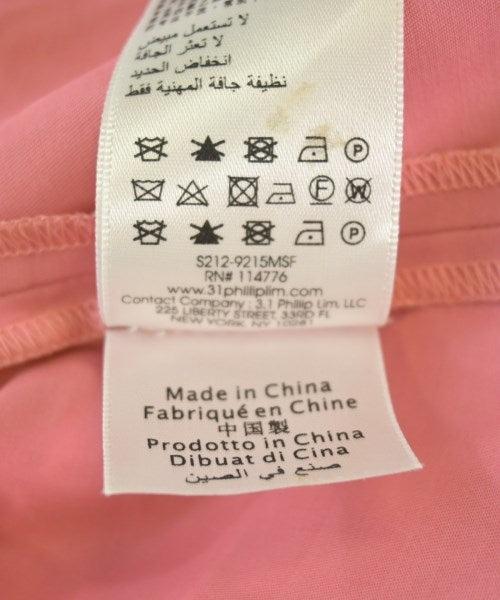 لا تستعمل مبيض
لا تعثر الجافة
انخفاض الحديد
نظيفة جافة المهنية فقط
P
F W
P
S212-9215MSF
RN# 114776
www.31philliplim.com
Contact Company : 3.1 Phillip Lim, LLC
225 LIBERTY STREET, 33RD FL
NEW YORK, NY 10281
Made in China
Fabriqué en Chine
中国製
Prodotto in China
Dibuat di Cina
صنع في الصين